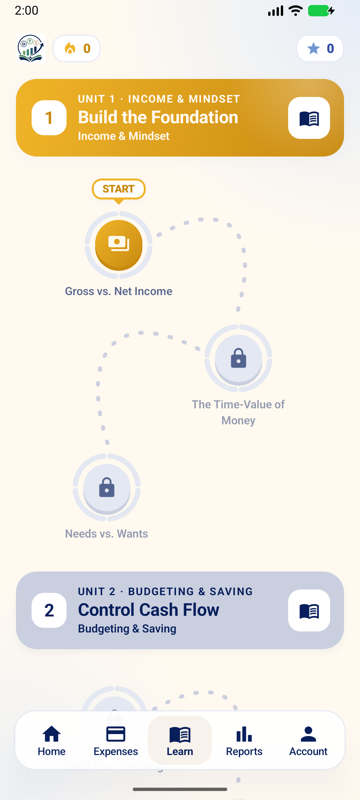 2:00
0
0
UNIT 1 · INCOME & MINDSET
1
Build the Foundation
Income & Mindset
START
Gross vs. Net Income
The Time-Value of
Money
Needs vs. Wants
UNIT 2 · BUDGETING & SAVING
2
Control Cash Flow
Budgeting & Saving
Home
Expenses
Learn
Reports
Account